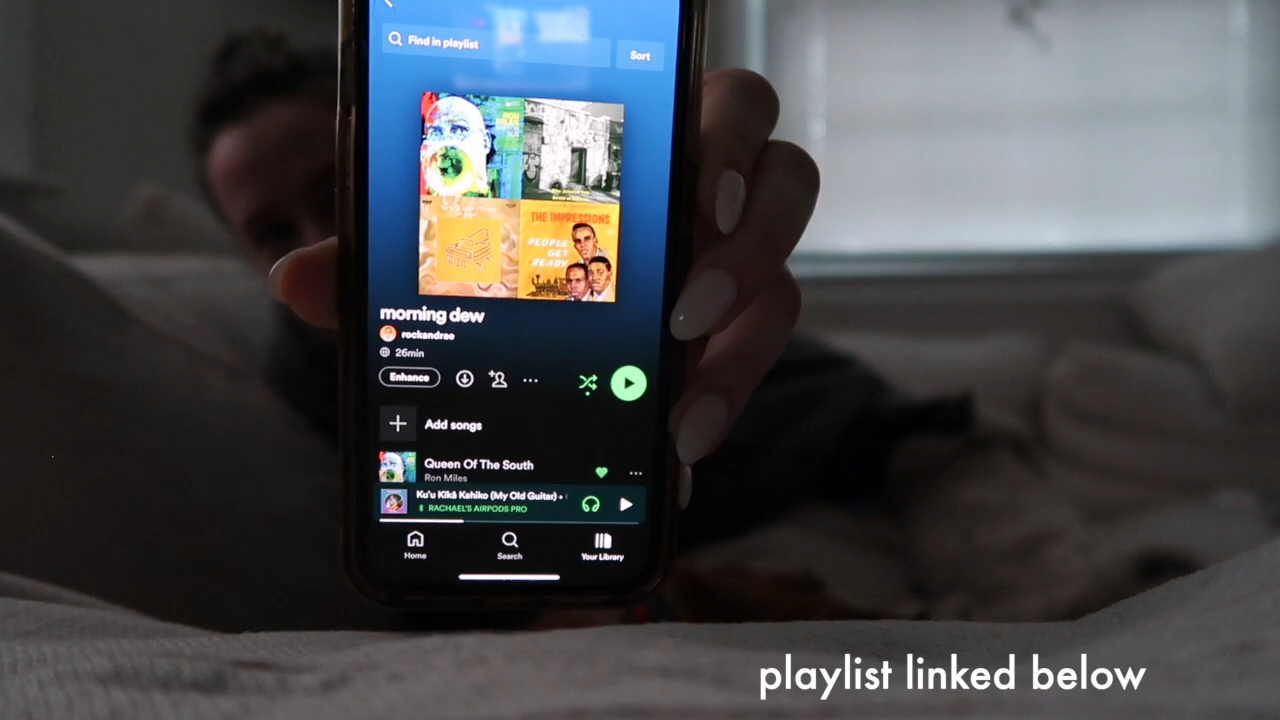 Find in playlist
Sort
RON
MILES
THE IMPRESSIONS
PEOPLE
GET
READY
morning dew
rockandrae
26min
Enhance
Add songs
Queen Of The South
Ron Miles
Ku'u Kikā Kahiko (My Old Guitar) •
RACHAEL'S AIRPODS PRO
Home
Search
Your Library
playlist linked below